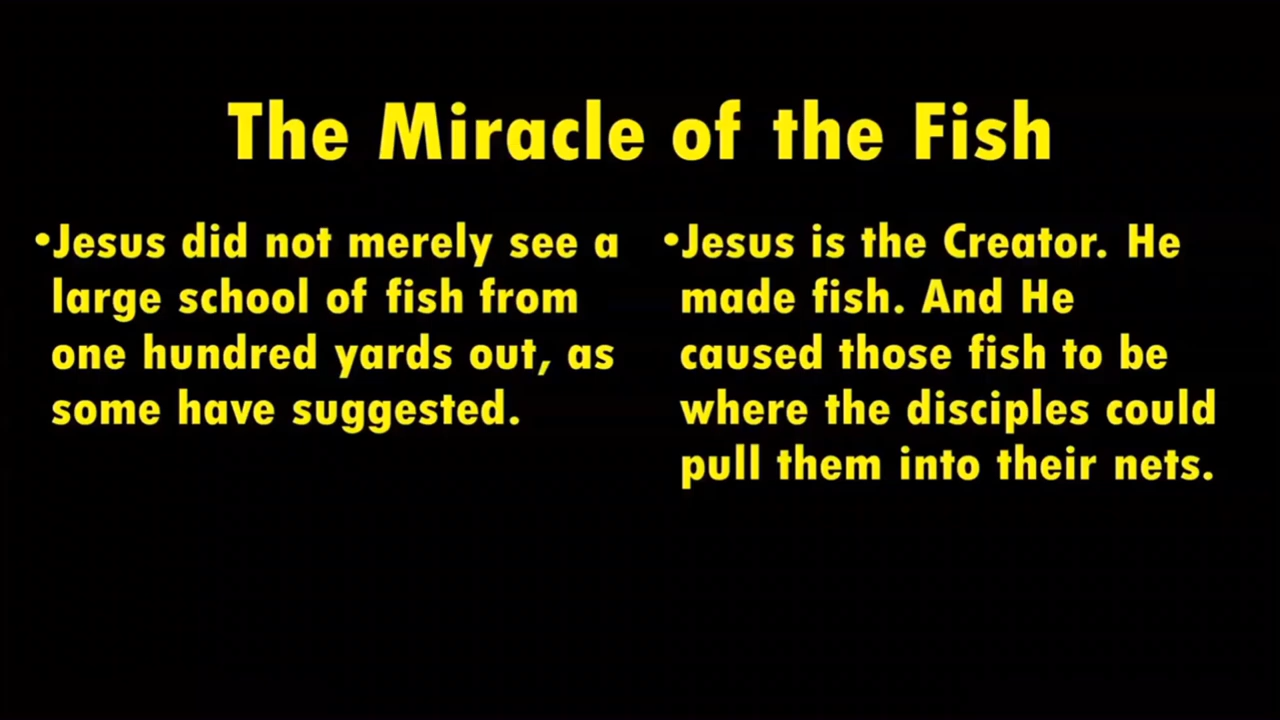 The Miracle of the Fish
•Jesus did not merely see a
large school of fish from
one hundred yards out, as
some have suggested.
•Jesus is the Creator. He
made fish. And He
caused those fish to be
where the disciples could
pull them into their nets.